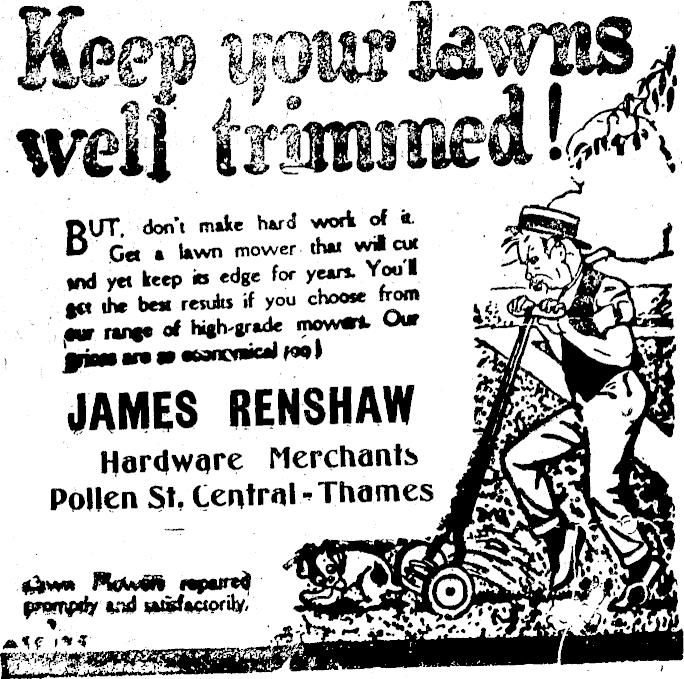 Keep your lawns
well trimmed!
BUT, don't make hard work of it.
Get a lawn mower that will cut
and yet keep its edge for years. You'll
get the best results if you choose from
our range of high-grade mowers. Our
prices are so economical too!
JAMES RENSHAW
Hardware Merchants
Pollen St. Central - Thames
Lawn Mowers repaired
promptly and satisfactorily.